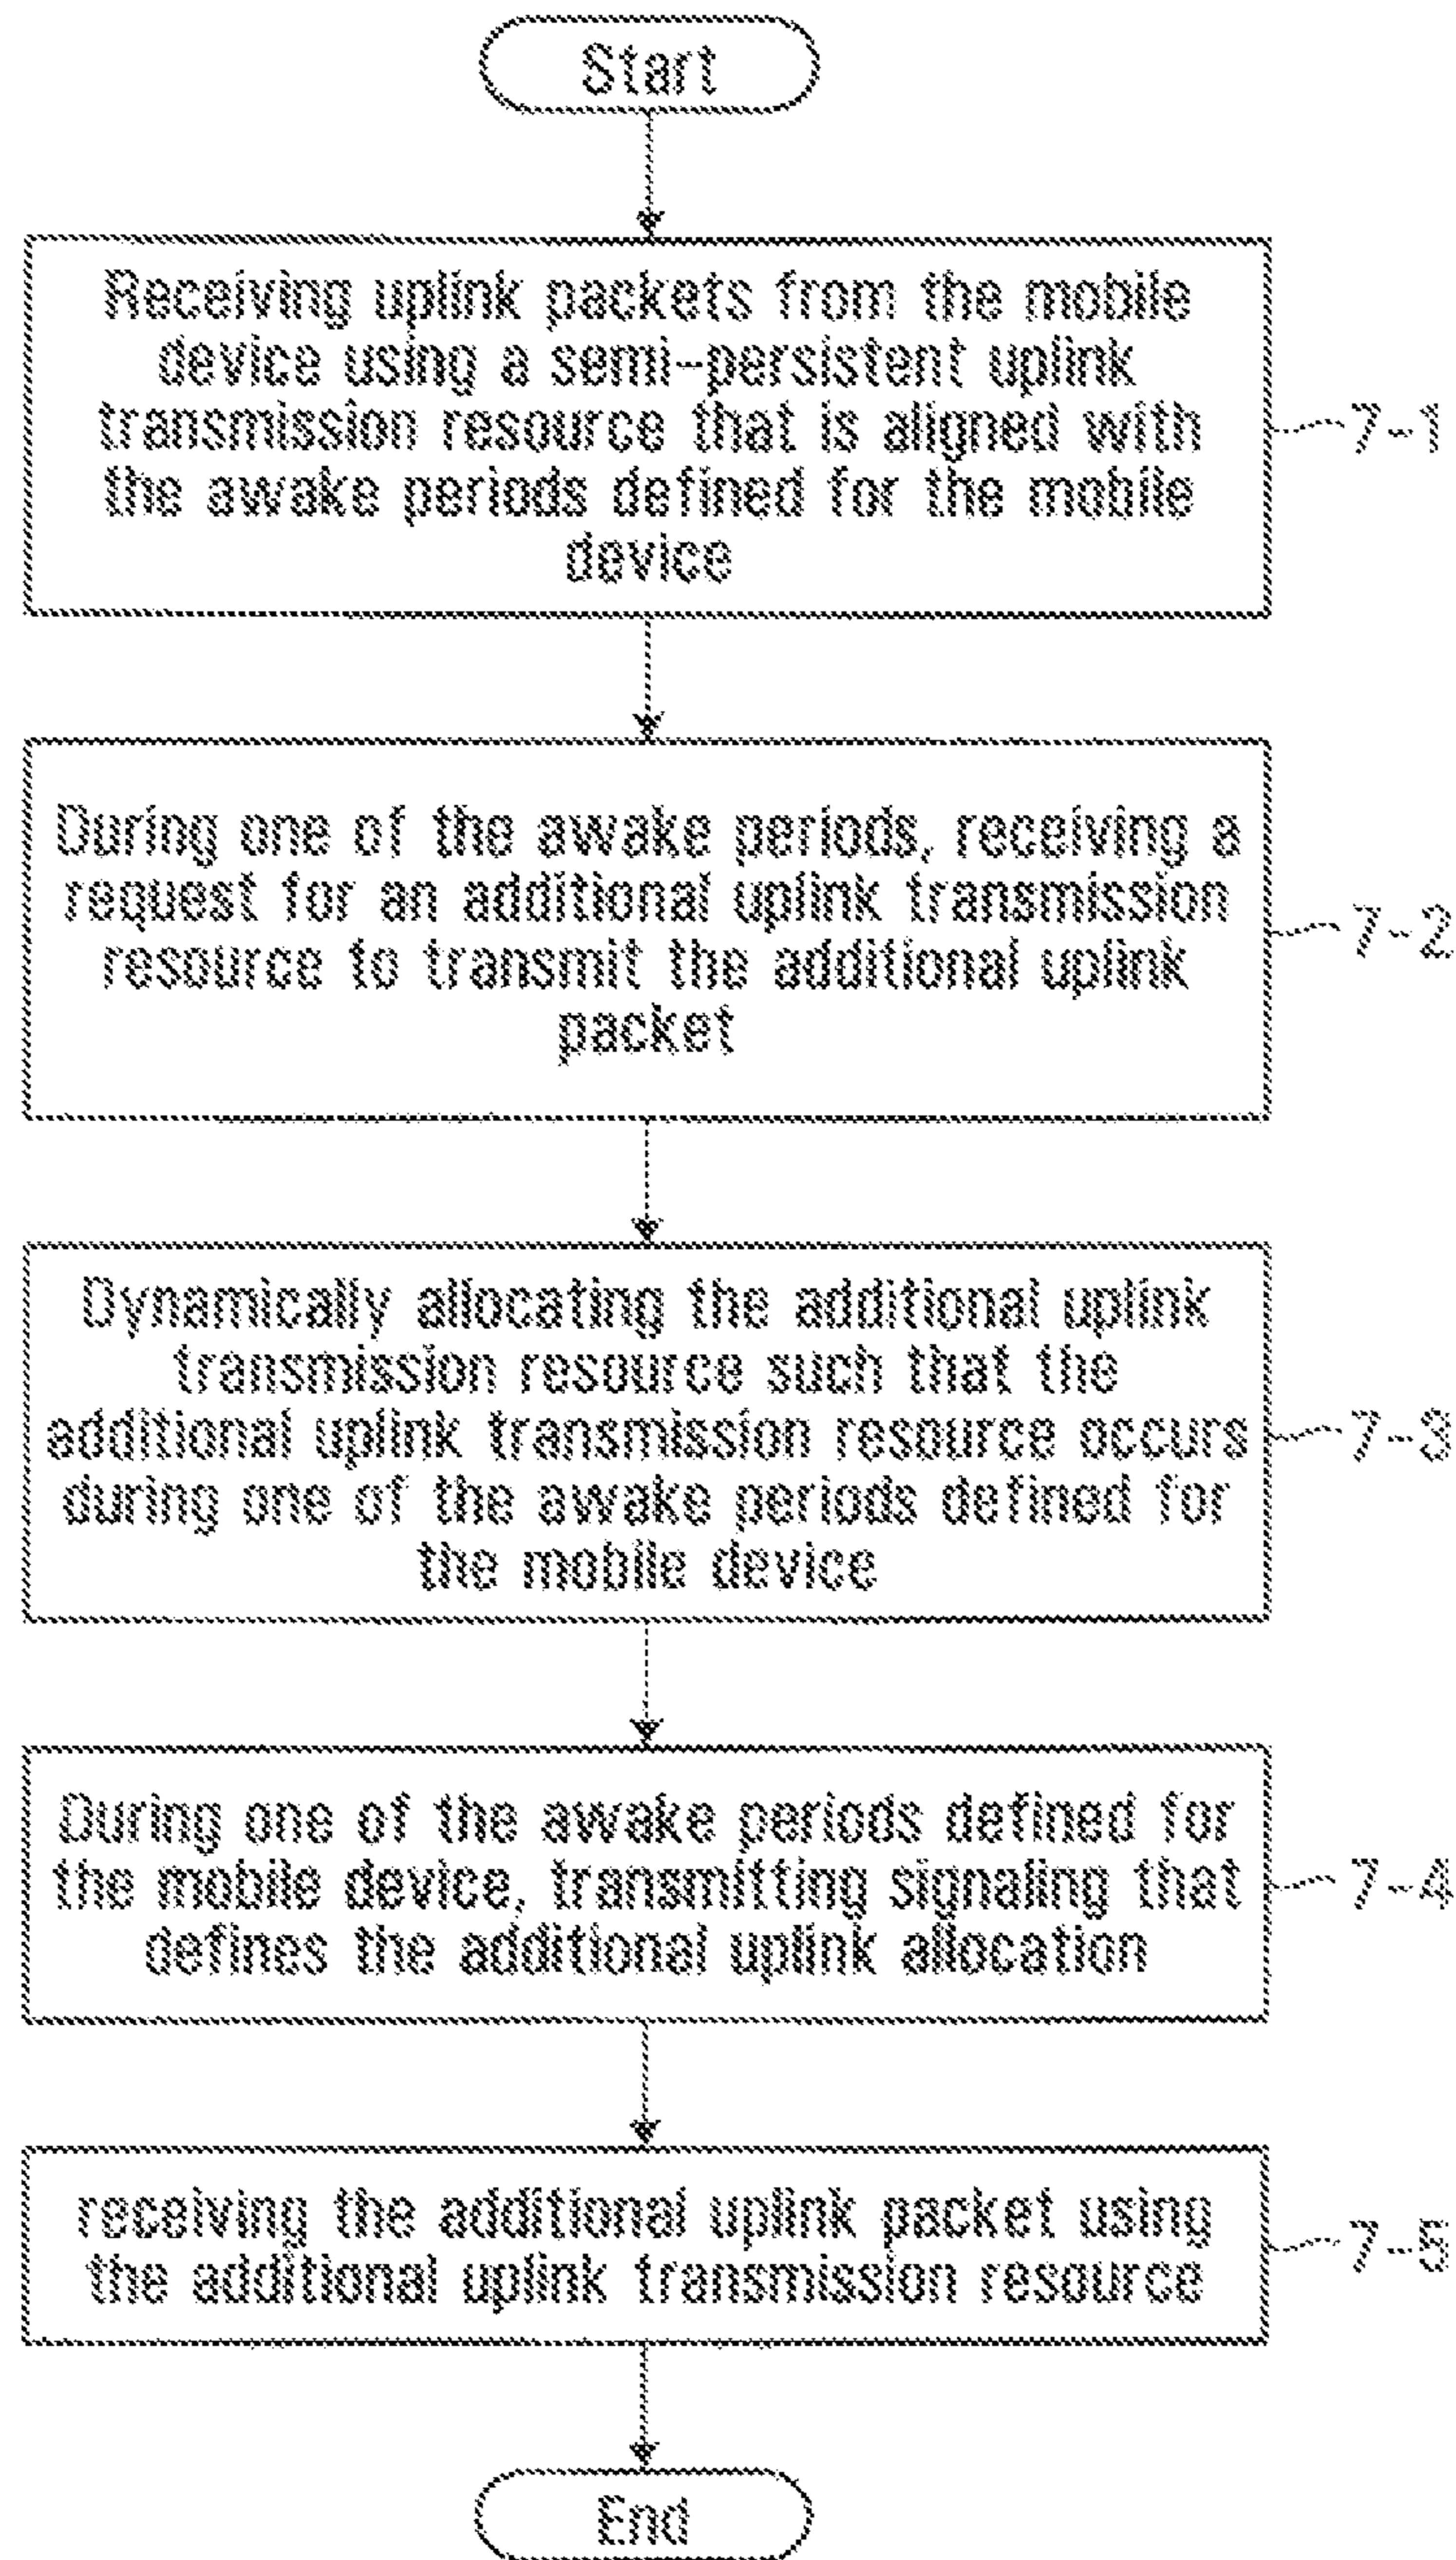 Start
Receiving uplink packets from the mobile
device using a semi-persistent uplink
transmission resource that is aligned with
the awake periods defined for the mobile
device
7-1
During one of the awake periods, receiving a
request for an additional uplink transmission
resource to transmit the additional uplink
packet
7-2
Dynamically allocating the additional uplink
transmission resource such that the
additional uplink transmission resource occurs
during one of the awake periods defined for
the mobile device
7-3
During one of the awake periods defined for
the mobile device, transmitting signaling that
defines the additional uplink allocation
7-4
receiving the additional uplink packet using
the additional uplink transmission resource
7-5
End